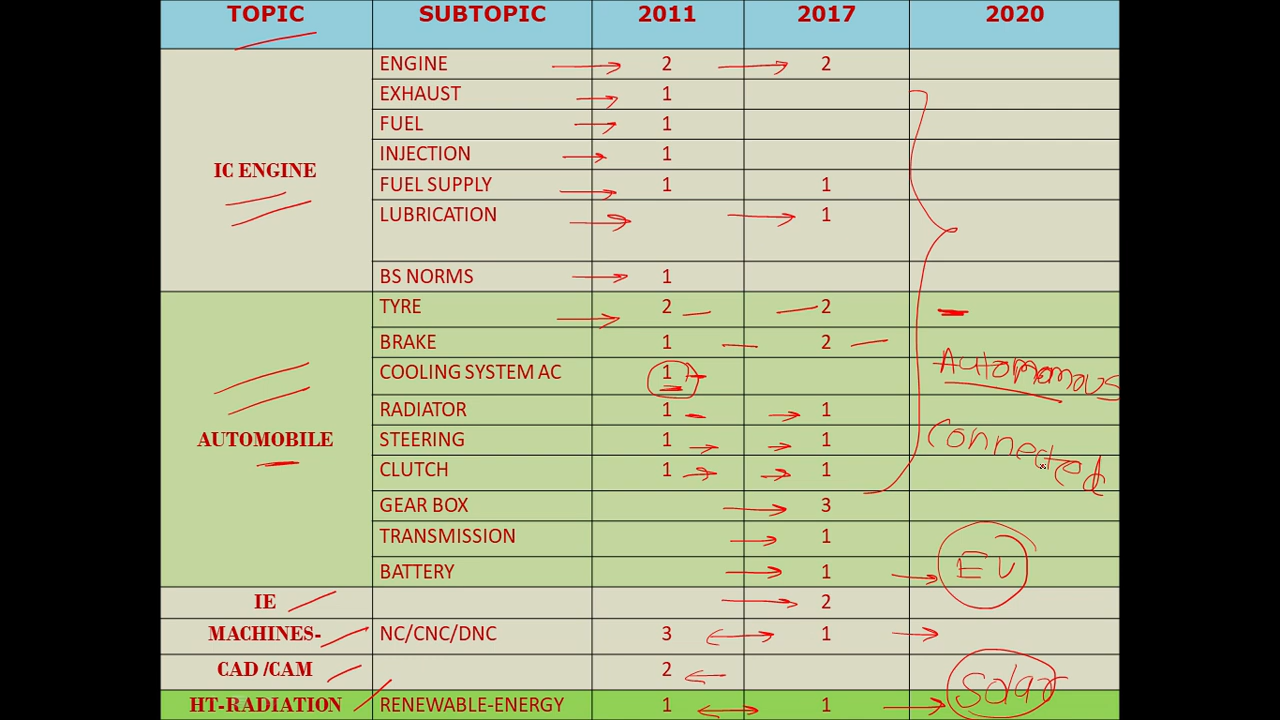 TOPIC SUBTOPIC 2011 2017 2020
ENGINE 2 2
EXHAUST 1
FUEL 1
INJECTION 1
IC ENGINE
FUEL SUPPLY 1 1
LUBRICATION 1
BS NORMS 1
TYRE 2 2
BRAKE 1 2
COOLING SYSTEM AC 1 Autonomous
RADIATOR 1 1
AUTOMOBILE STEERING 1 1 Connected
CLUTCH 1 1
GEAR BOX 3
TRANSMISSION 1
BATTERY 1 EV
IE 2
MACHINES- NC/CNC/DNC 3 1
CAD /CAM 2
HT-RADIATION RENEWABLE-ENERGY 1 1 Solar